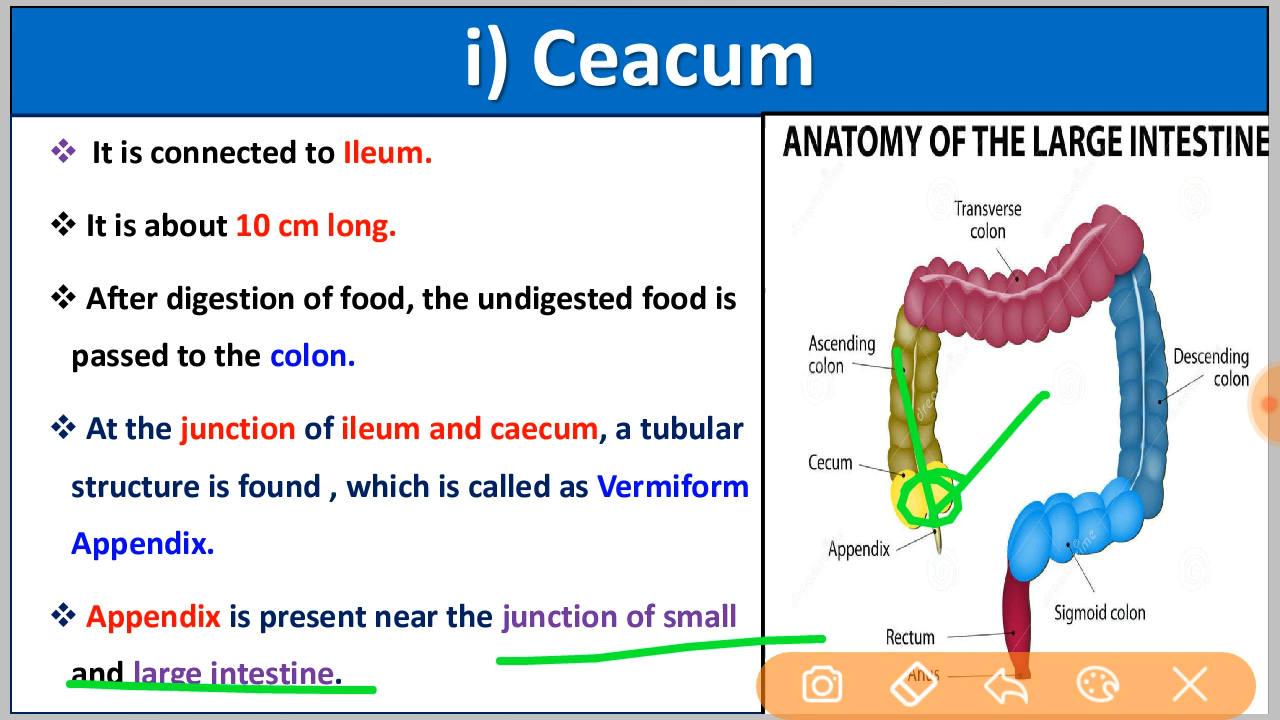 i) Ceacum
❖ It is connected to Ileum.
❖ It is about 10 cm long.
❖ After digestion of food, the undigested food is
passed to the colon.
❖ At the junction of ileum and caecum, a tubular
structure is found , which is called as Vermiform
Appendix.
❖ Appendix is present near the junction of small
and large intestine.
ANATOMY OF THE LARGE INTESTINE
Transverse
colon
Ascending
colon
Descending
colon
Cecum
Appendix
Sigmoid colon
Rectum
Anus